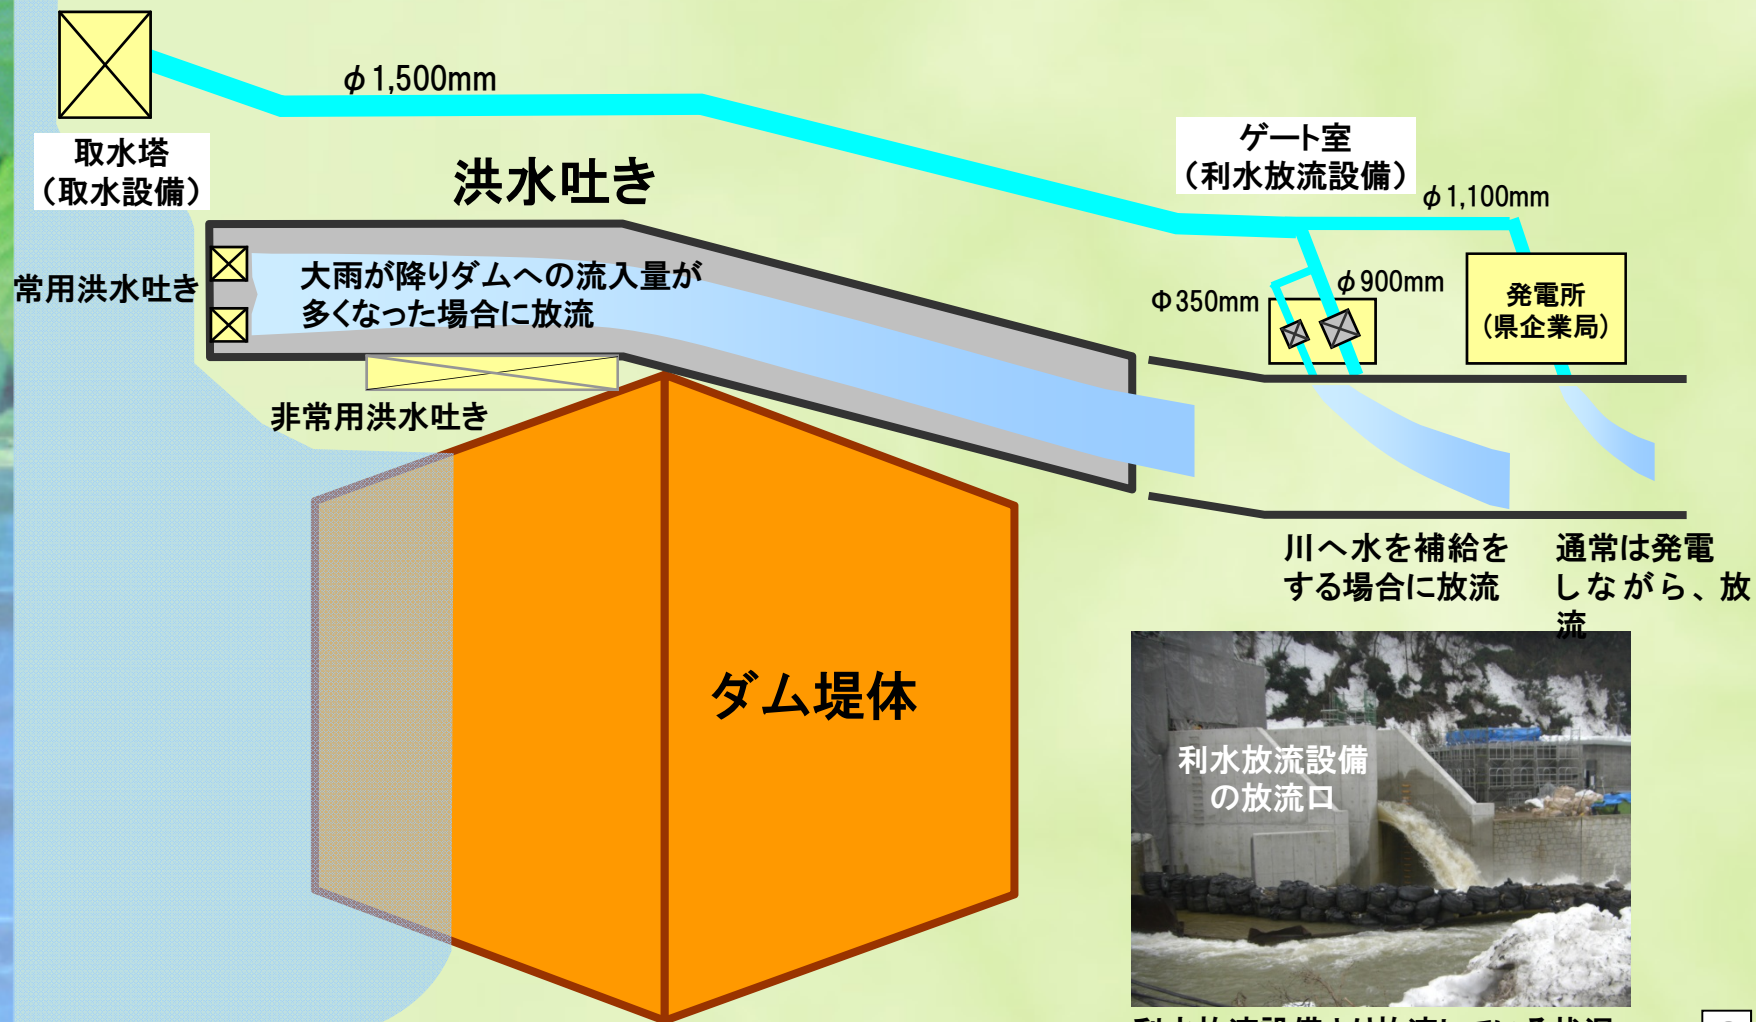 φ1,500mm
取水塔
（取水設備）
洪水吐き
ゲート室
（利水放流設備）
φ1,100mm
常用洪水吐き
大雨が降りダムへの流入量が
多くなった場合に放流
Φ350mm
φ900mm
発電所
（県企業局）
非常用洪水吐き
川へ水を補給を
する場合に放流
通常は発電
しながら、放
流
ダム堤体
利水放流設備
の放流口